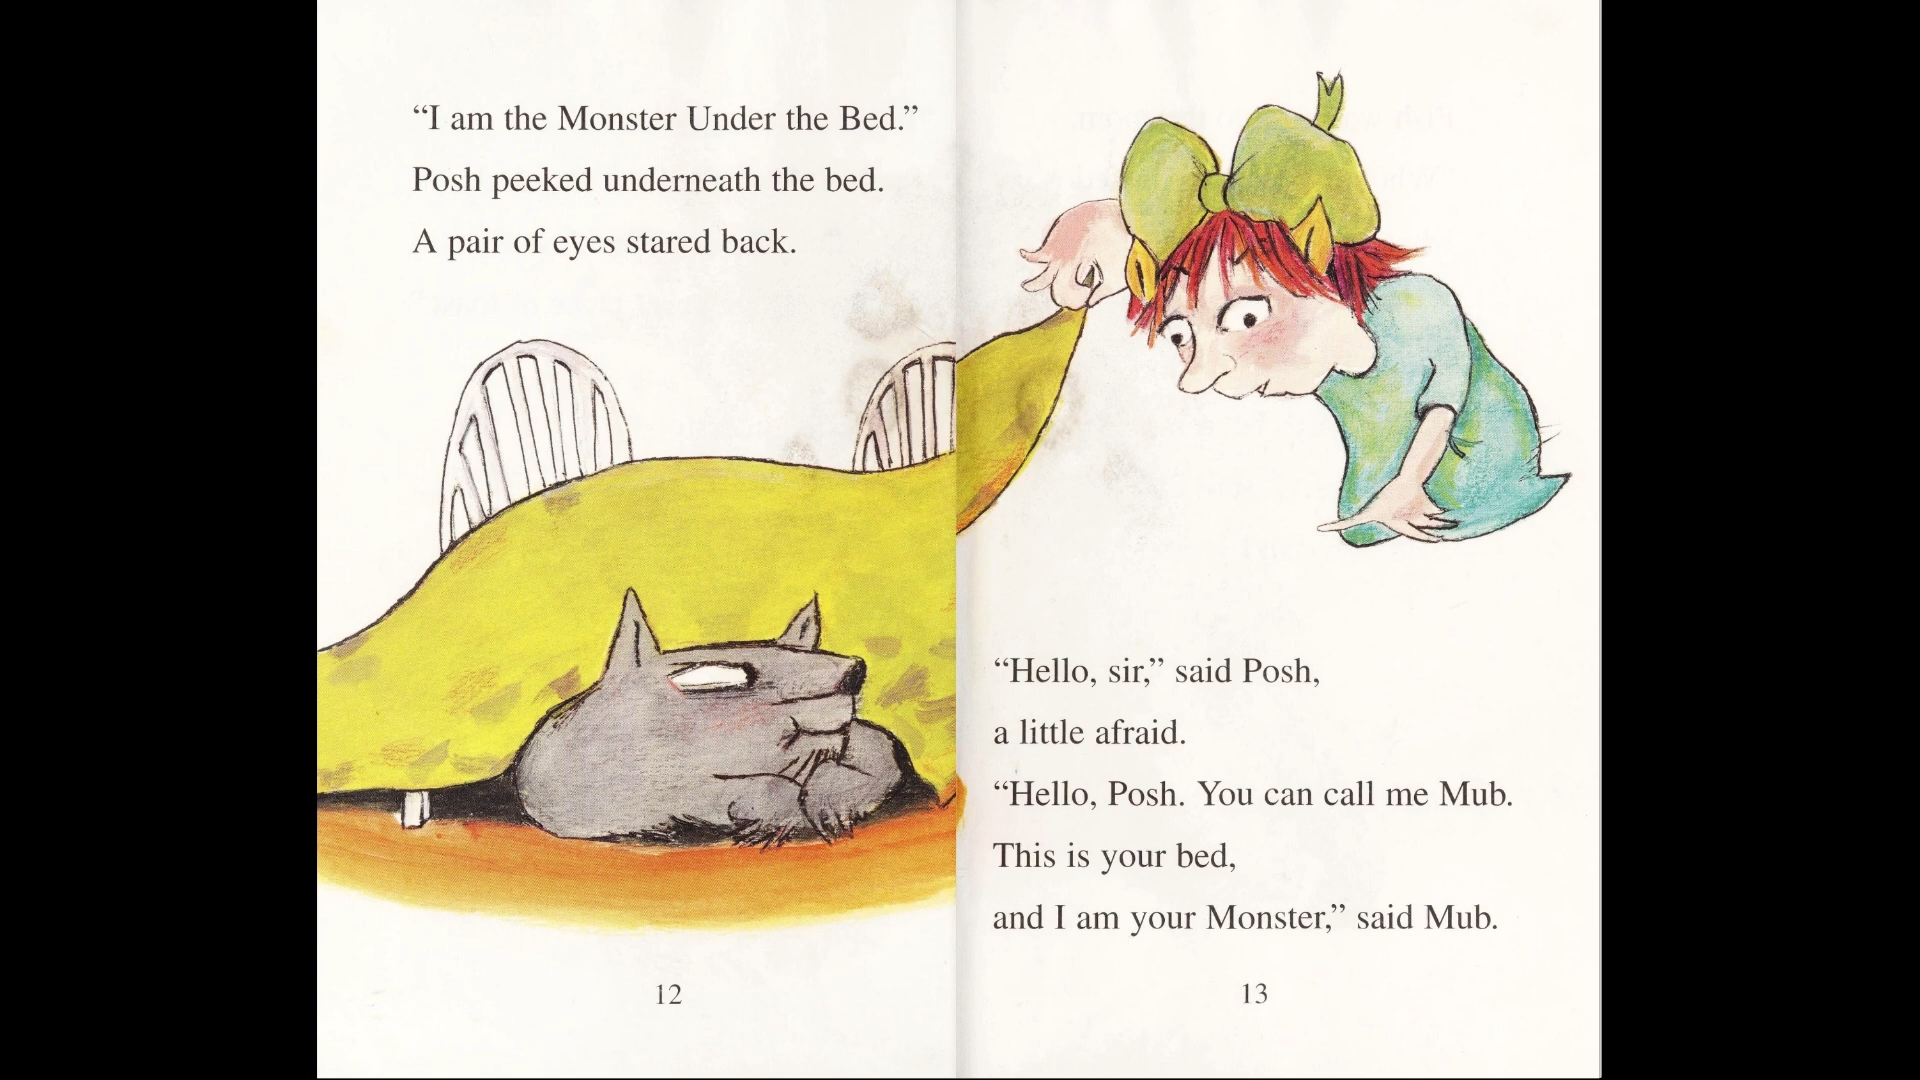 “I am the Monster Under the Bed.”
Posh peeked underneath the bed.
A pair of eyes stared back.
12
“Hello, sir,” said Posh,
a little afraid.
“Hello, Posh. You can call me Mub.
This is your bed,
and I am your Monster,” said Mub.
13